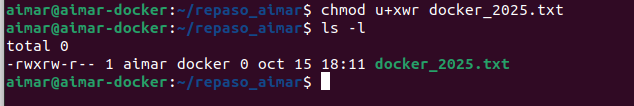 aimar@aimar-docker:~/repaso_aimar$ chmod u+xwr docker_2025.txt
aimar@aimar-docker:~/repaso_aimar$ ls -l
total 0
-rwxrw-r-- 1 aimar docker 0 oct 15 18:11 docker_2025.txt
aimar@aimar-docker:~/repaso_aimar$